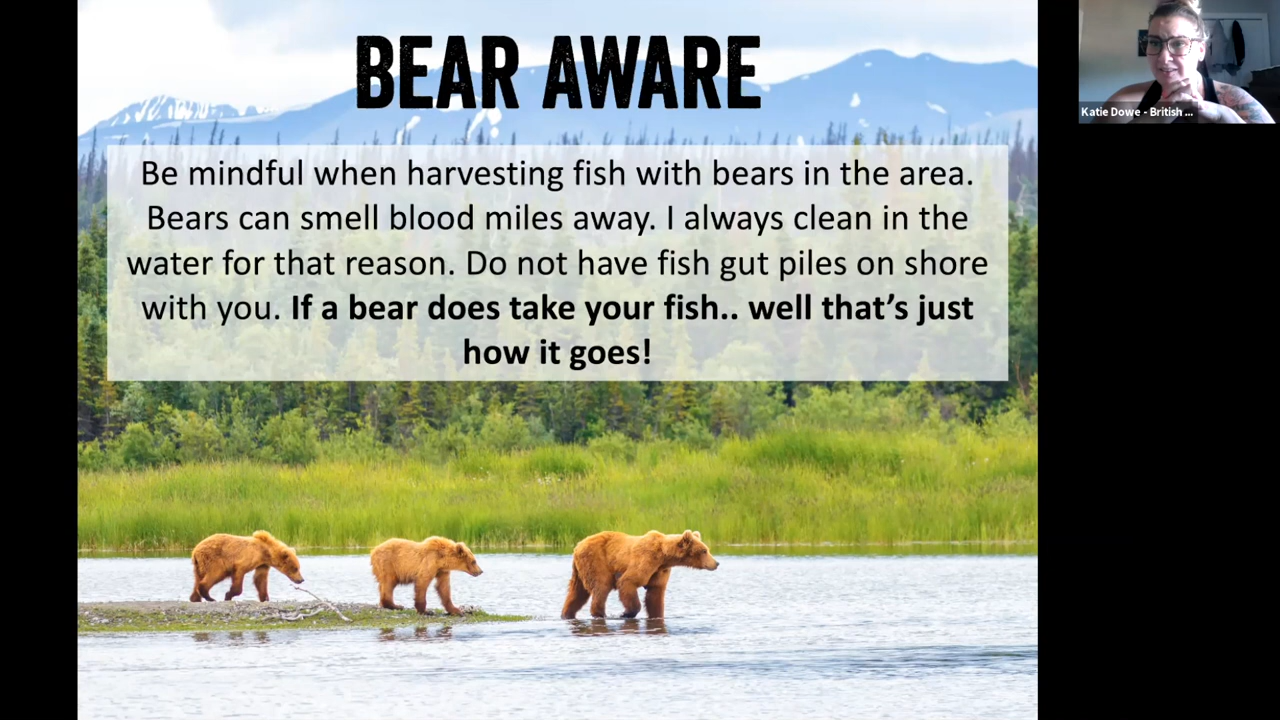 BEAR AWARE
Be mindful when harvesting fish with bears in the area.
Bears can smell blood miles away. I always clean in the
water for that reason. Do not have fish gut piles on shore
with you. If a bear does take your fish.. well that’s just
how it goes!
Katie Dowe - British ...